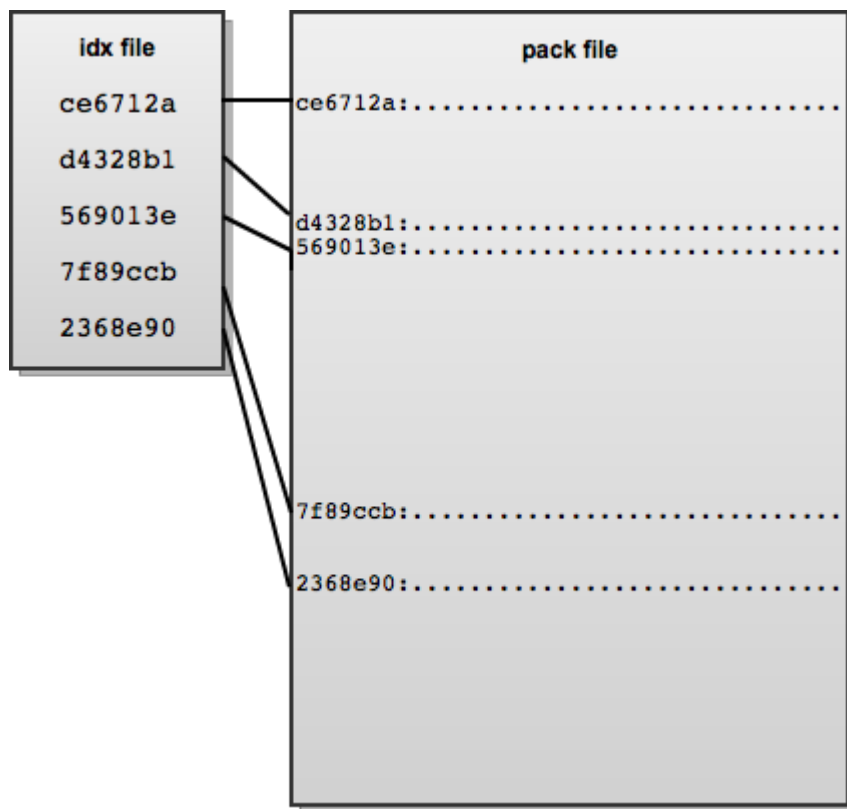 idx file
ce6712a
d4328b1
569013e
7f89ccb
2368e90
pack file
ce6712a:..............................
d4328b1:..............................
569013e:..............................
7f89ccb:..............................
2368e90:..............................